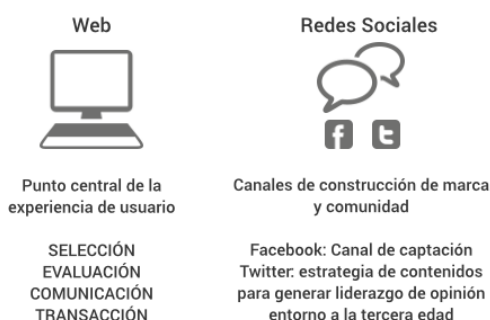 Web
Punto central de la
experiencia de usuario
SELECCIÓN
EVALUACIÓN
COMUNICACIÓN
TRANSACCIÓN
Redes Sociales
f t
Canales de construcción de marca
y comunidad
Facebook: Canal de captación
Twitter: estrategia de contenidos
para generar liderazgo de opinión
entorno a la tercera edad